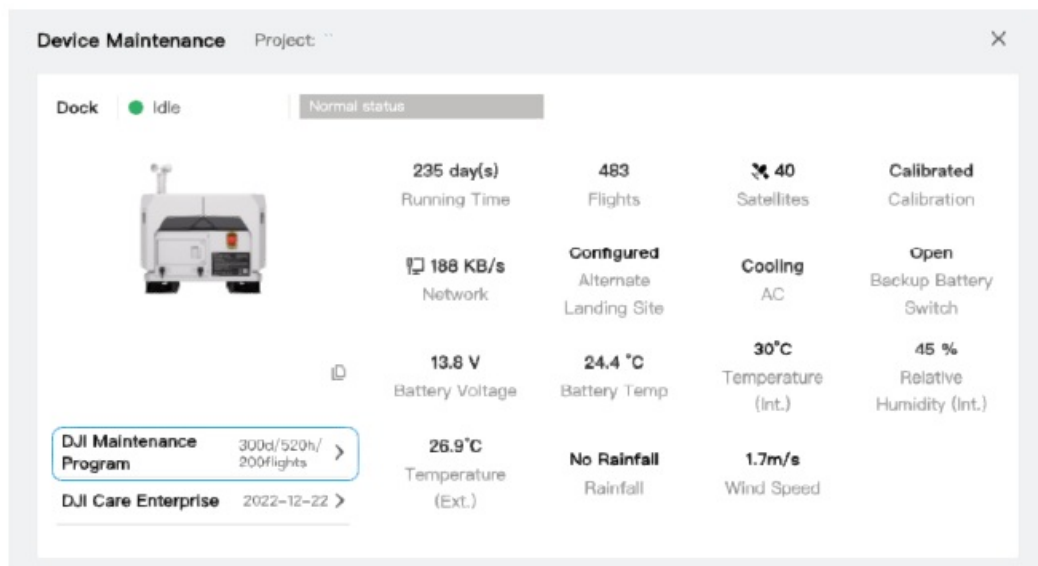 Device Maintenance Project: ``
Dock Idle Normal status
235 day(s) 483 40 Calibrated
Running Time Flights Satellites Calibration
188 KB/s Configured Cooling Open
Network Alternate Landing Site AC Backup Battery Switch
13.8 V 24.4 °C 30°C 45 %
Battery Voltage Battery Temp Temperature (Int.) Relative Humidity (Int.)
DJI Maintenance Program 300d/520h/200flights
DJI Care Enterprise 2022-12-22
26.9°C No Rainfall 1.7m/s
Temperature (Ext.) Rainfall Wind Speed